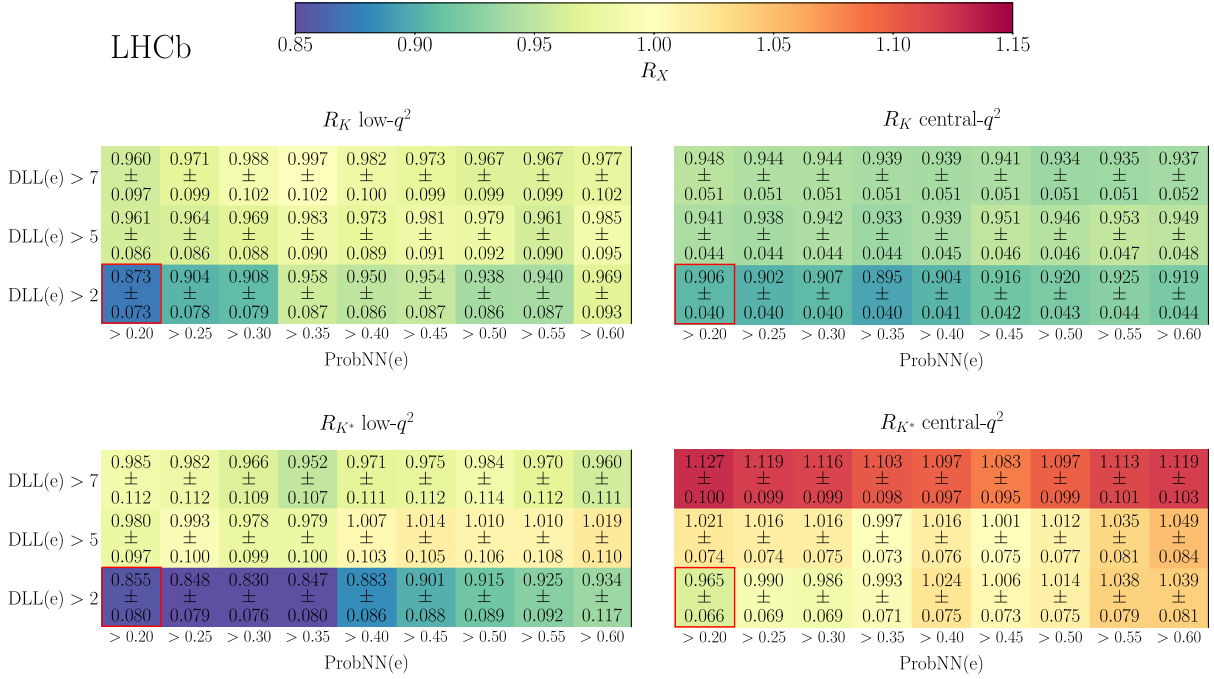 LHCb
0.85 0.90 0.95 1.00 1.05 1.10 1.15
R_X
R_K low-q²
DLL(e) > 7
0.960 0.971 0.988 0.997 0.982 0.973 0.967 0.967 0.977
± ± ± ± ± ± ± ± ±
0.097 0.099 0.102 0.102 0.100 0.099 0.099 0.099 0.102
DLL(e) > 5
0.961 0.964 0.969 0.983 0.973 0.981 0.979 0.961 0.985
± ± ± ± ± ± ± ± ±
0.086 0.086 0.088 0.090 0.089 0.091 0.092 0.090 0.095
DLL(e) > 2
0.873 0.904 0.908 0.958 0.950 0.954 0.938 0.940 0.969
± ± ± ± ± ± ± ± ±
0.073 0.078 0.079 0.087 0.086 0.087 0.086 0.087 0.093
> 0.20 > 0.25 > 0.30 > 0.35 > 0.40 > 0.45 > 0.50 > 0.55 > 0.60
ProbNN(e)
R_K central-q²
0.948 0.944 0.944 0.939 0.939 0.941 0.934 0.935 0.937
± ± ± ± ± ± ± ± ±
0.051 0.051 0.051 0.051 0.051 0.051 0.051 0.051 0.052
0.941 0.938 0.942 0.933 0.939 0.951 0.946 0.953 0.949
± ± ± ± ± ± ± ± ±
0.044 0.044 0.044 0.044 0.045 0.046 0.046 0.047 0.048
0.906 0.902 0.907 0.895 0.904 0.916 0.920 0.925 0.919
± ± ± ± ± ± ± ± ±
0.040 0.040 0.040 0.040 0.041 0.042 0.043 0.044 0.044
> 0.20 > 0.25 > 0.30 > 0.35 > 0.40 > 0.45 > 0.50 > 0.55 > 0.60
ProbNN(e)
R_K* low-q²
DLL(e) > 7
0.985 0.982 0.966 0.952 0.971 0.975 0.984 0.970 0.960
± ± ± ± ± ± ± ± ±
0.112 0.112 0.109 0.107 0.111 0.112 0.114 0.112 0.111
DLL(e) > 5
0.980 0.993 0.978 0.979 1.007 1.014 1.010 1.010 1.019
± ± ± ± ± ± ± ± ±
0.097 0.100 0.099 0.100 0.103 0.105 0.106 0.108 0.110
DLL(e) > 2
0.855 0.848 0.830 0.847 0.883 0.901 0.915 0.925 0.934
± ± ± ± ± ± ± ± ±
0.080 0.079 0.076 0.080 0.086 0.088 0.089 0.092 0.117
> 0.20 > 0.25 > 0.30 > 0.35 > 0.40 > 0.45 > 0.50 > 0.55 > 0.60
ProbNN(e)
R_K* central-q²
1.127 1.119 1.116 1.103 1.097 1.083 1.097 1.113 1.119
± ± ± ± ± ± ± ± ±
0.100 0.099 0.099 0.098 0.097 0.095 0.099 0.101 0.103
1.021 1.016 1.016 0.997 1.016 1.001 1.012 1.035 1.049
± ± ± ± ± ± ± ± ±
0.074 0.074 0.075 0.073 0.076 0.075 0.077 0.081 0.084
0.965 0.990 0.986 0.993 1.024 1.006 1.014 1.038 1.039
± ± ± ± ± ± ± ± ±
0.066 0.069 0.069 0.071 0.075 0.073 0.075 0.079 0.081
> 0.20 > 0.25 > 0.30 > 0.35 > 0.40 > 0.45 > 0.50 > 0.55 > 0.60
ProbNN(e)